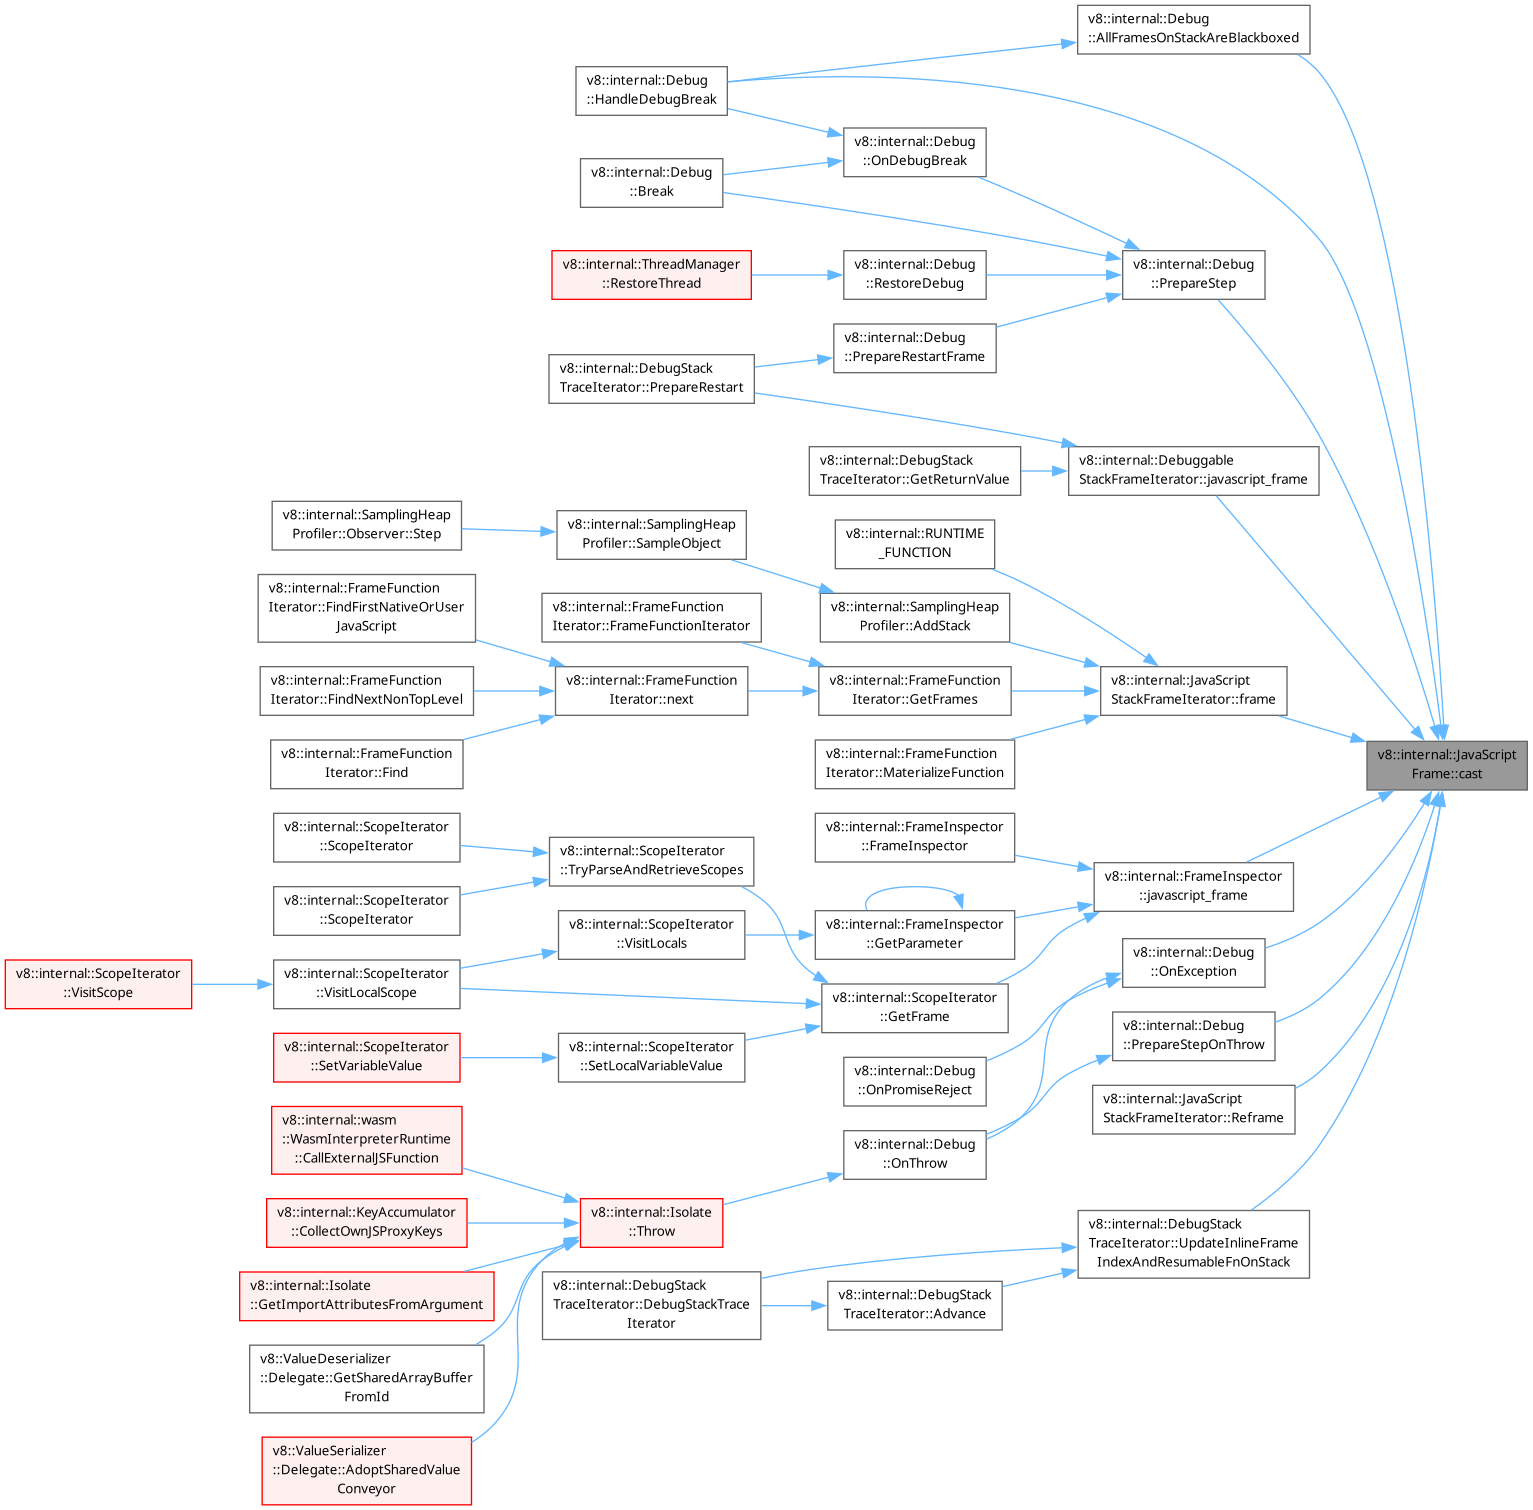 v8::internal::Debug
::AllFramesOnStackAreBlackboxed
v8::internal::Debug
::HandleDebugBreak
v8::internal::Debug
::OnDebugBreak
v8::internal::Debug
::Break
v8::internal::ThreadManager
::RestoreThread
v8::internal::Debug
::RestoreDebug
v8::internal::Debug
::PrepareStep
v8::internal::Debug
::PrepareRestartFrame
v8::internal::DebugStack
TraceIterator::PrepareRestart
v8::internal::DebugStack
TraceIterator::GetReturnValue
v8::internal::Debuggable
StackFrameIterator::javascript_frame
v8::internal::SamplingHeap
Profiler::Observer::Step
v8::internal::SamplingHeap
Profiler::SampleObject
v8::internal::RUNTIME
_FUNCTION
v8::internal::FrameFunction
Iterator::FindFirstNativeOrUser
JavaScript
v8::internal::FrameFunction
Iterator::FrameFunctionIterator
v8::internal::SamplingHeap
Profiler::AddStack
v8::internal::FrameFunction
Iterator::FindNextNonTopLevel
v8::internal::FrameFunction
Iterator::next
v8::internal::FrameFunction
Iterator::GetFrames
v8::internal::JavaScript
StackFrameIterator::frame
v8::internal::FrameFunction
Iterator::Find
v8::internal::FrameFunction
Iterator::MaterializeFunction
v8::internal::JavaScript
Frame::cast
v8::internal::ScopeIterator
::ScopeIterator
v8::internal::ScopeIterator
::TryParseAndRetrieveScopes
v8::internal::FrameInspector
::FrameInspector
v8::internal::FrameInspector
::javascript_frame
v8::internal::ScopeIterator
::ScopeIterator
v8::internal::ScopeIterator
::VisitLocals
v8::internal::FrameInspector
::GetParameter
v8::internal::Debug
::OnException
v8::internal::ScopeIterator
::VisitScope
v8::internal::ScopeIterator
::VisitLocalScope
v8::internal::ScopeIterator
::GetFrame
v8::internal::Debug
::PrepareStepOnThrow
v8::internal::ScopeIterator
::SetVariableValue
v8::internal::ScopeIterator
::SetLocalVariableValue
v8::internal::Debug
::OnPromiseReject
v8::internal::JavaScript
StackFrameIterator::Reframe
v8::internal::wasm
::WasmInterpreterRuntime
::CallExternalJSFunction
v8::internal::Debug
::OnThrow
v8::internal::KeyAccumulator
::CollectOwnJSProxyKeys
v8::internal::Isolate
::Throw
v8::internal::DebugStack
TraceIterator::UpdateInlineFrame
IndexAndResumableFnOnStack
v8::internal::Isolate
::GetImportAttributesFromArgument
v8::internal::DebugStack
TraceIterator::DebugStackTrace
Iterator
v8::internal::DebugStack
TraceIterator::Advance
v8::ValueDeserializer
::Delegate::GetSharedArrayBuffer
FromId
v8::ValueSerializer
::Delegate::AdoptSharedValue
Conveyor